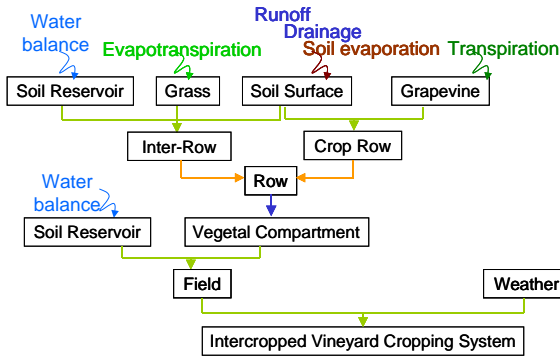 Runoff
Water
balance
Drainage
Evapotranspiration
Soil evaporation
Transpiration
Soil Reservoir
Grass
Soil Surface
Grapevine
Inter-Row
Crop Row
Row
Water
balance
Soil Reservoir
Vegetal Compartment
Field
Weather
Intercropped Vineyard Cropping System